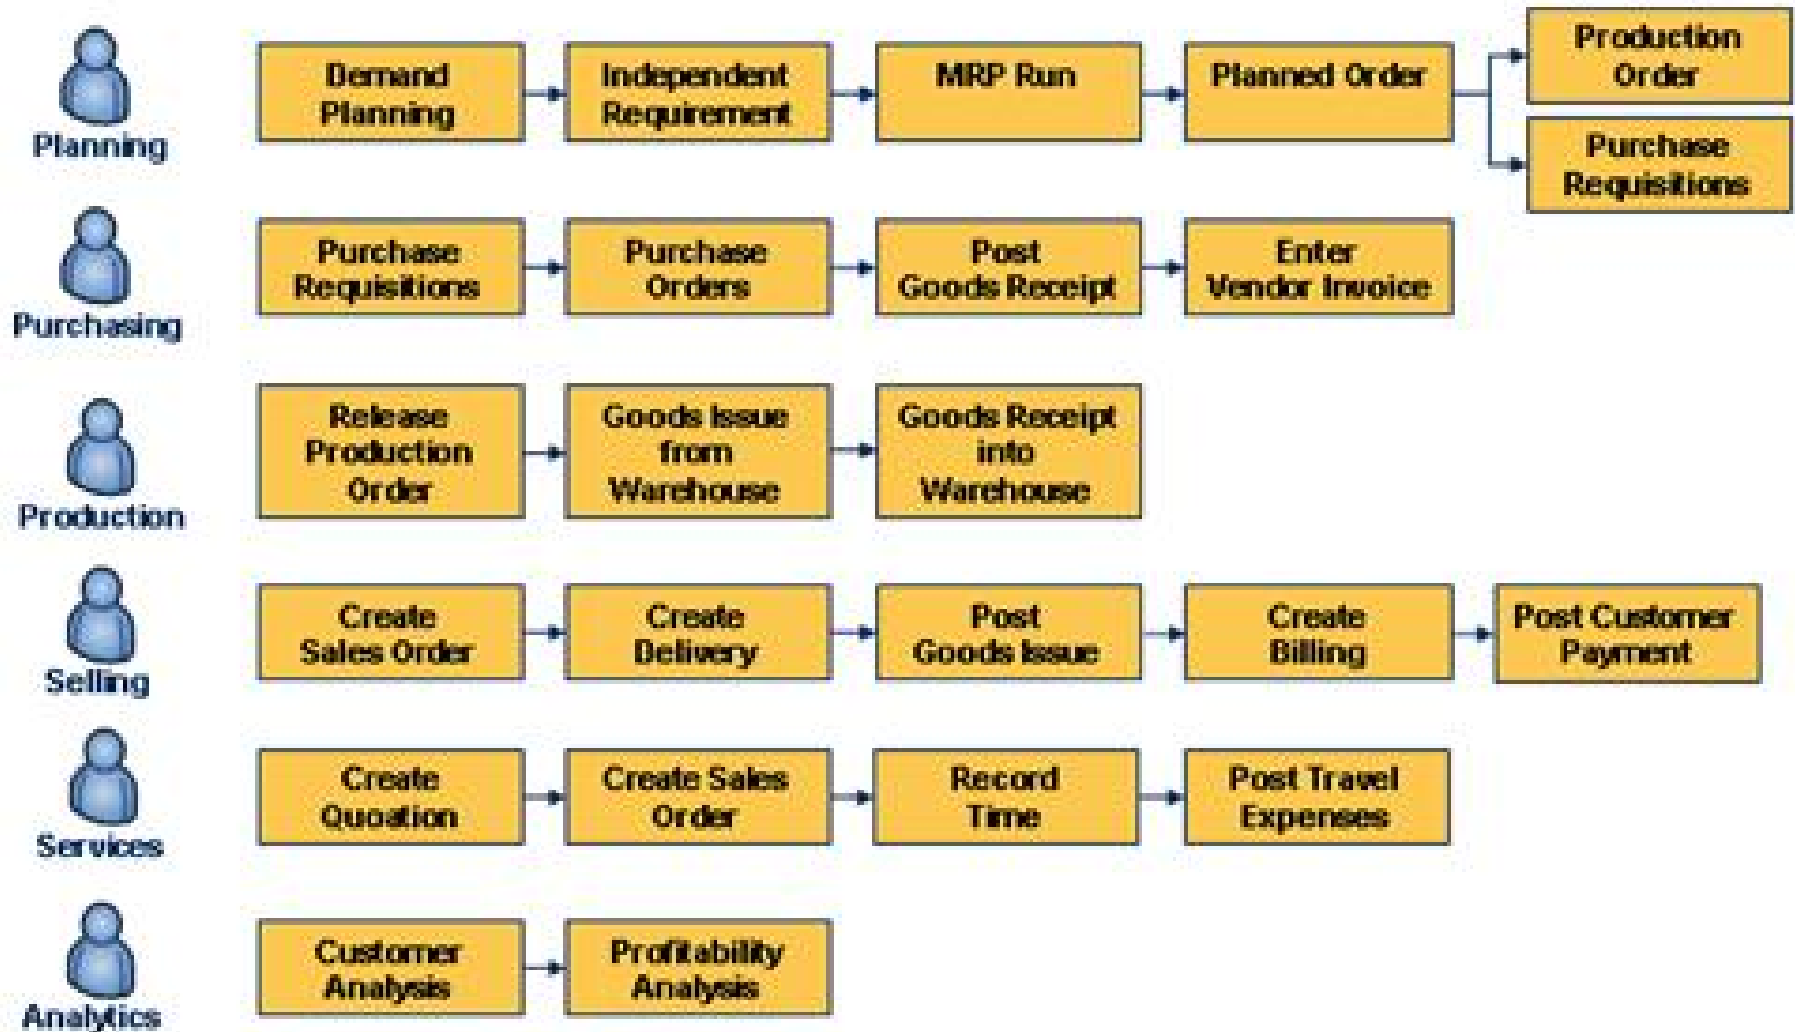 Planning
Demand
Planning
Independent
Requirement
MRP Run
Planned Order
Production
Order
Purchase
Requisitions
Purchasing
Purchase
Requisitions
Purchase
Orders
Post
Goods Receipt
Enter
Vendor Invoice
Production
Release
Production
Order
Goods Issue
from
Warehouse
Goods Receipt
into
Warehouse
Selling
Create
Sales Order
Create
Delivery
Post
Goods Issue
Create
Billing
Post Customer
Payment
Services
Create
Quoation
Create Sales
Order
Record
Time
Post Travel
Expenses
Analytics
Customer
Analysis
Profitability
Analysis